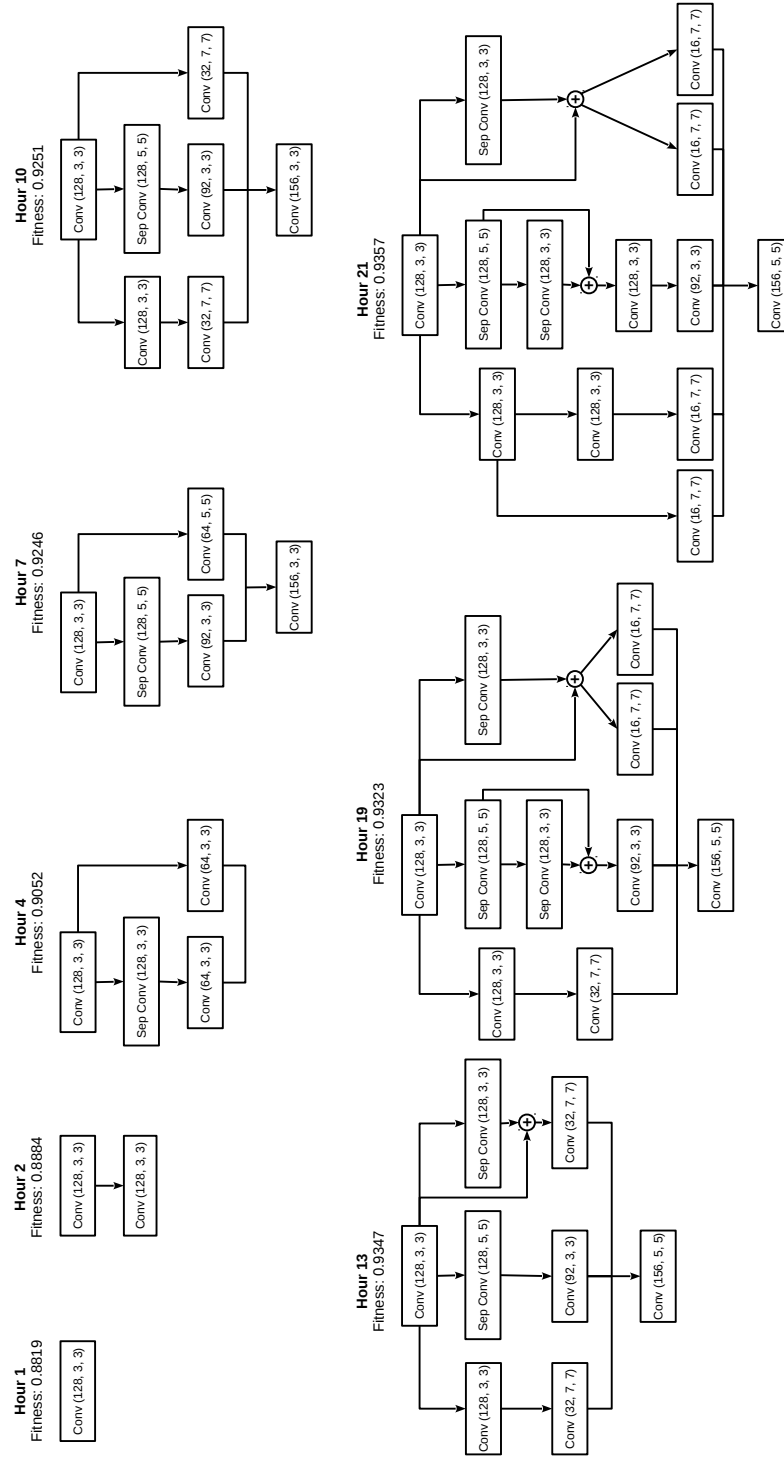 Hour 1
Fitness: 0.8819
Conv (128, 3, 3)
Hour 2
Fitness: 0.8884
Conv (128, 3, 3)
Conv (128, 3, 3)
Hour 4
Fitness: 0.9052
Conv (128, 3, 3)
Sep Conv (128, 3, 3)
Conv (64, 3, 3)
Conv (64, 3, 3)
Hour 7
Fitness: 0.9246
Conv (128, 3, 3)
Sep Conv (128, 5, 5)
Conv (92, 3, 3)
Conv (64, 5, 5)
Conv (156, 3, 3)
Hour 10
Fitness: 0.9251
Conv (128, 3, 3)
Conv (128, 3, 3)
Sep Conv (128, 5, 5)
Conv (32, 7, 7)
Conv (92, 3, 3)
Conv (32, 7, 7)
Conv (156, 3, 3)
Hour 13
Fitness: 0.9347
Conv (128, 3, 3)
Conv (128, 3, 3)
Sep Conv (128, 5, 5)
Sep Conv (128, 3, 3)
Conv (32, 7, 7)
Conv (92, 3, 3)
Conv (32, 7, 7)
Conv (156, 5, 5)
Hour 19
Fitness: 0.9323
Conv (128, 3, 3)
Conv (128, 3, 3)
Sep Conv (128, 5, 5)
Sep Conv (128, 3, 3)
Sep Conv (128, 3, 3)
Conv (32, 7, 7)
Conv (92, 3, 3)
Conv (16, 7, 7)
Conv (16, 7, 7)
Conv (156, 5, 5)
Hour 21
Fitness: 0.9357
Conv (128, 3, 3)
Conv (128, 3, 3)
Sep Conv (128, 5, 5)
Sep Conv (128, 3, 3)
Sep Conv (128, 3, 3)
Conv (128, 3, 3)
Conv (128, 3, 3)
Conv (16, 7, 7)
Conv (16, 7, 7)
Conv (92, 3, 3)
Conv (16, 7, 7)
Conv (16, 7, 7)
Conv (156, 5, 5)